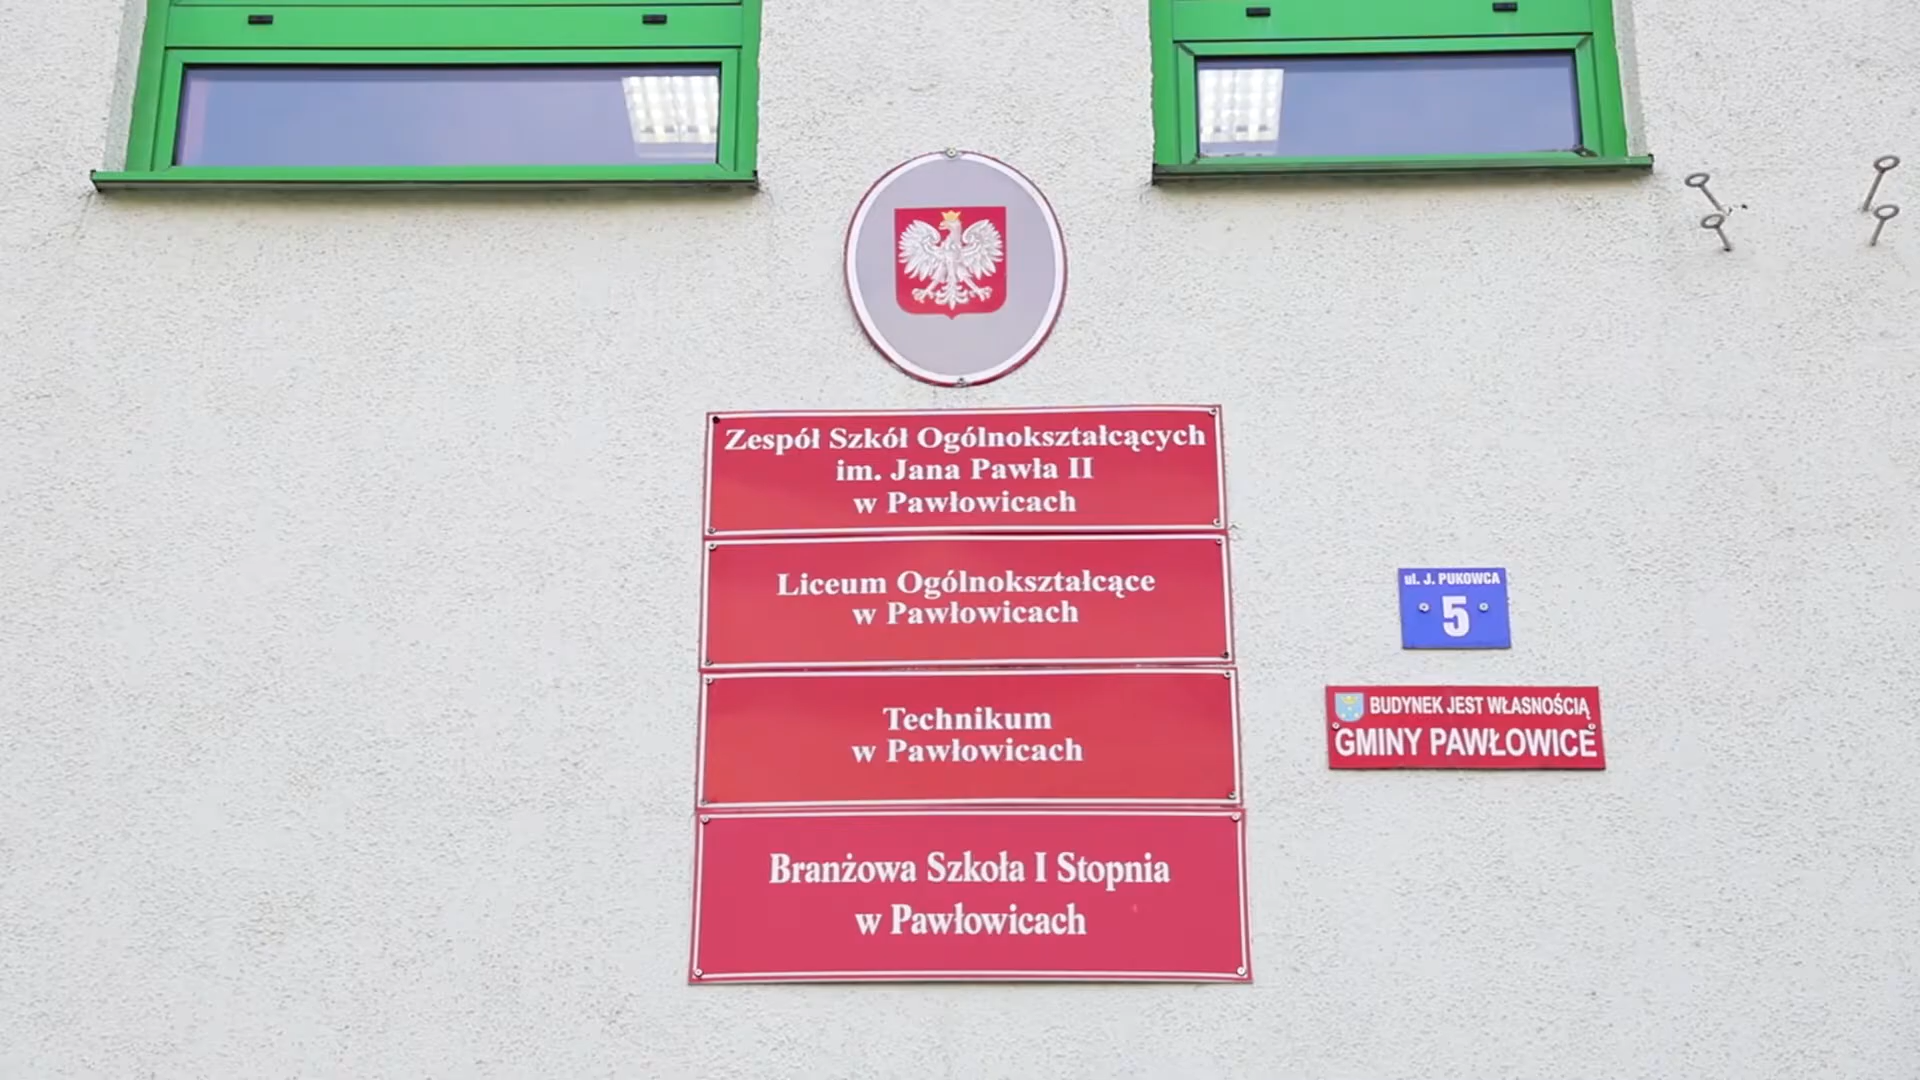 Zespół Szkół Ogólnokształcących
im. Jana Pawła II
w Pawłowicach
Liceum Ogólnokształcące
w Pawłowicach
Technikum
w Pawłowicach
Branżowa Szkoła I Stopnia
w Pawłowicach
ul. J. PUKOWCA
5
BUDYNEK JEST WŁASNOŚCIĄ
GMINY PAWŁOWICE